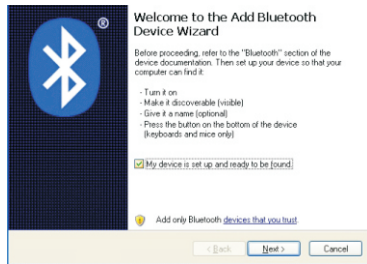 ®
Welcome to the Add Bluetooth
Device Wizard
Before proceeding, refer to the "Bluetooth" section of the
device documentation. Then set up your device so that your
computer can find it:
- Turn it on
- Make it discoverable (visible)
- Give it a name (optional)
- Press the button on the bottom of the device
(keyboards and mice only)
My device is set up and ready to be found.
Add only Bluetooth devices that you trust.
< Back Next > Cancel